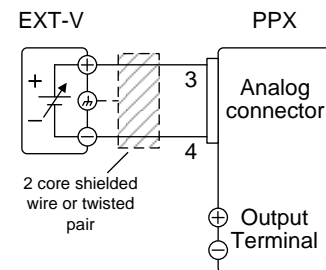 EXT-V
PPX
+
−
3
4
Analog
connector
2 core shielded
wire or twisted
pair
+
−
Output
Terminal